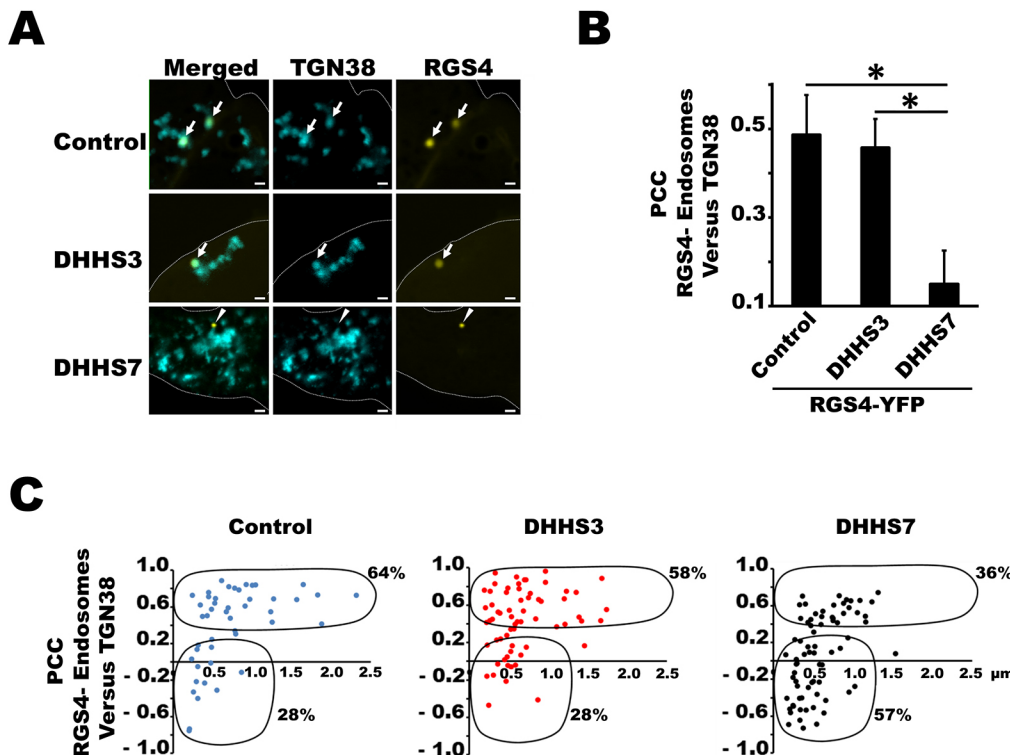 A
Merged TGN38 RGS4
Control
DHHS3
DHHS7
B
PCC
RGS4- Endosomes
Versus TGN38
* 
*
0.5
0.3
0.1
Control DHHS3 DHHS7
RGS4-YFP
C
PCC
RGS4- Endosomes
Versus TGN38
Control
1.0
0.6
0.2
- 0.2
- 0.6
- 1.0
0.5 1.0 1.5 2.0 2.5
64%
28%
DHHS3
1.0
0.6
0.2
- 0.2
- 0.6
- 1.0
0.5 1.0 1.5 2.0 2.5
58%
28%
DHHS7
1.0
0.6
0.2
- 0.2
- 0.6
- 1.0
0.5 1.0 1.5 2.0 2.5 µm
36%
57%